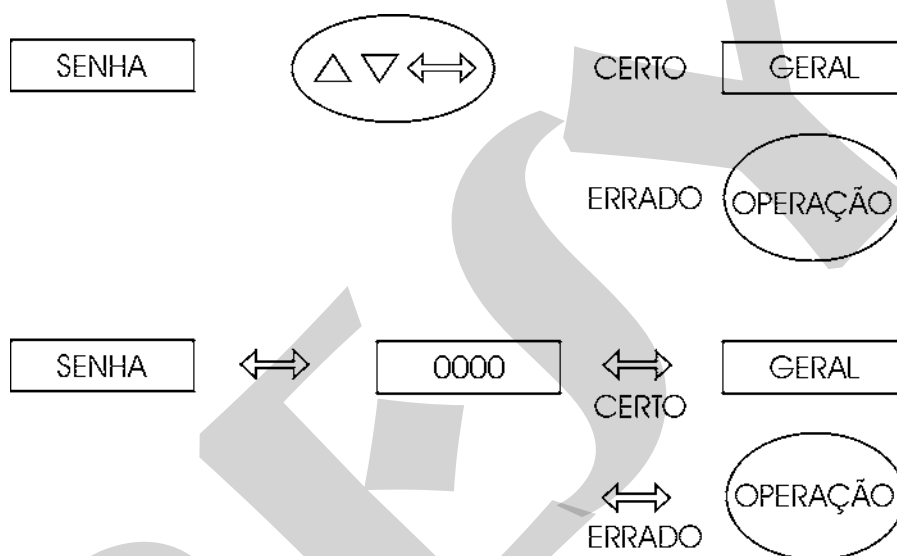 SENHA CERTO GERAL
ERRADO OPERAÇÃO
SENHA 0000 GERAL
CERTO
OPERAÇÃO
ERRADO